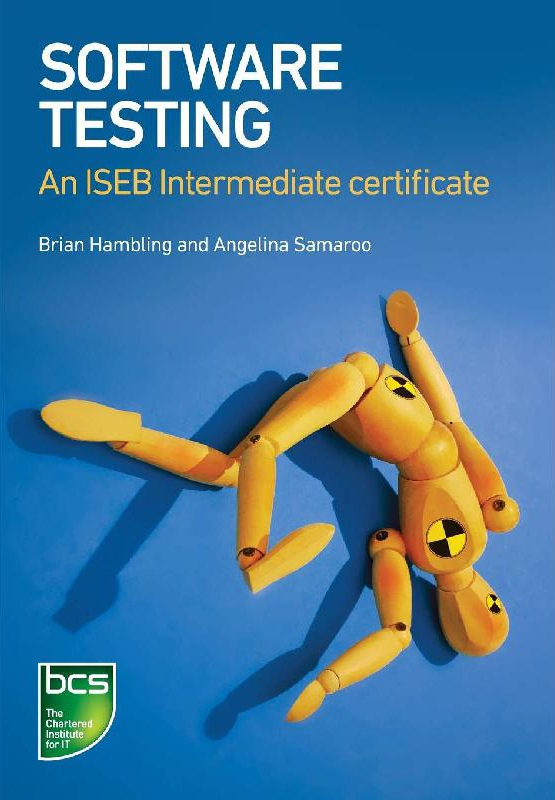 SOFTWARE
TESTING
An ISEB Intermediate certificate
Brian Hambling and Angelina Samaroo
bcs
The
Chartered
Institute
for IT